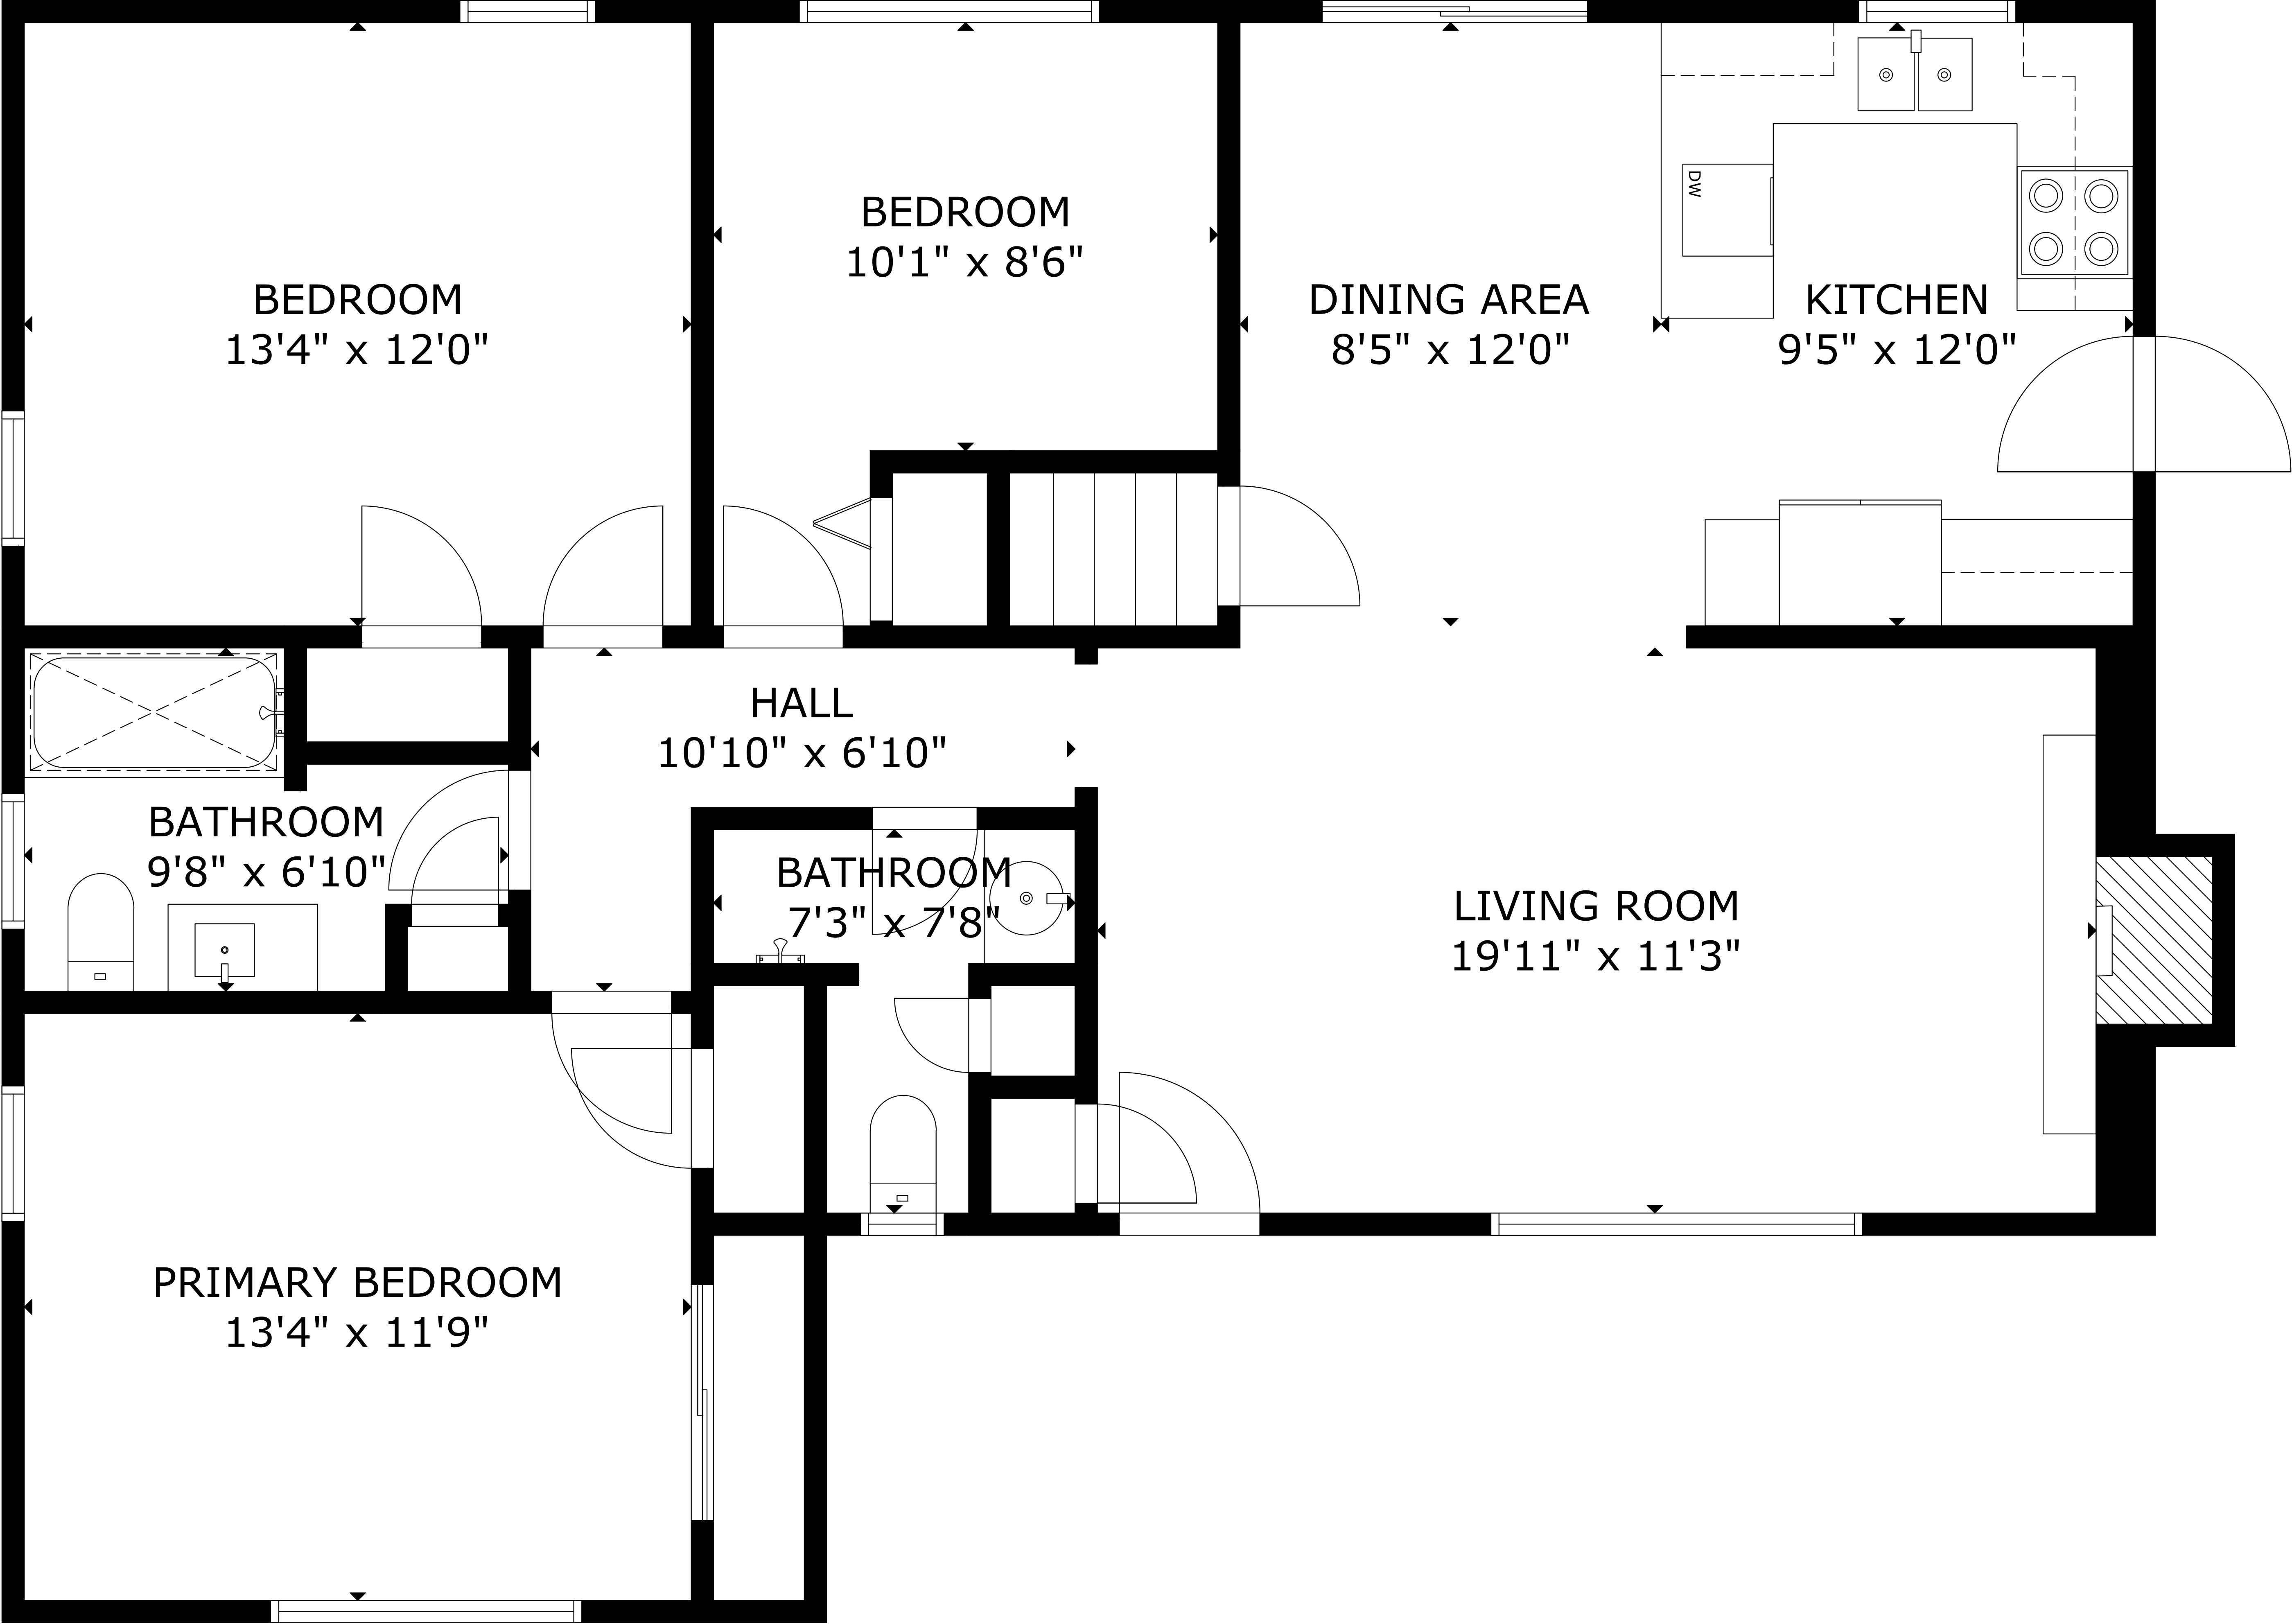 BEDROOM
13'4" x 12'0"
BEDROOM
10'1" x 8'6"
DINING AREA
8'5" x 12'0"
DW
KITCHEN
9'5" x 12'0"
HALL
10'10" x 6'10"
BATHROOM
9'8" x 6'10"
BATHROOM
7'3" x 7'8"
LIVING ROOM
19'11" x 11'3"
PRIMARY BEDROOM
13'4" x 11'9"